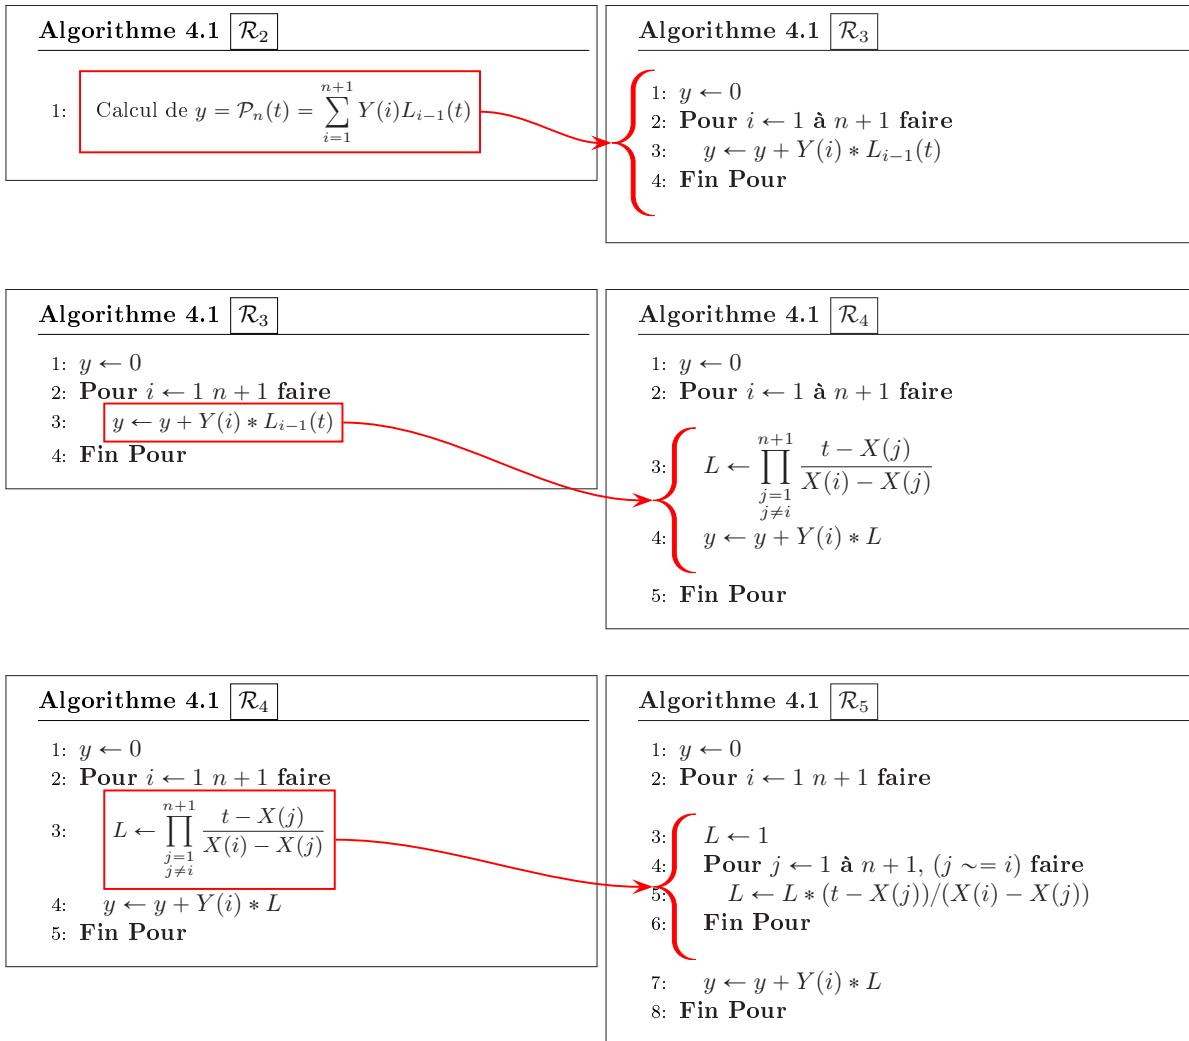 Algorithme 4.1 R₂
1: Calcul de y = Pₙ(t) = ∑_{i=1}^{n+1} Y(i)L_{i−1}(t)
Algorithme 4.1 R₃
1: y ← 0
2: Pour i ← 1 à n + 1 faire
3: y ← y + Y(i) ∗ L_{i−1}(t)
4: Fin Pour
Algorithme 4.1 R₃
1: y ← 0
2: Pour i ← 1 n + 1 faire
3: y ← y + Y(i) ∗ L_{i−1}(t)
4: Fin Pour
Algorithme 4.1 R₄
1: y ← 0
2: Pour i ← 1 à n + 1 faire
3: L ← ∏_{j=1, j≠i}^{n+1} (t − X(j))/(X(i) − X(j))
4: y ← y + Y(i) ∗ L
5: Fin Pour
Algorithme 4.1 R₄
1: y ← 0
2: Pour i ← 1 n + 1 faire
3: L ← ∏_{j=1, j≠i}^{n+1} (t − X(j))/(X(i) − X(j))
4: y ← y + Y(i) ∗ L
5: Fin Pour
Algorithme 4.1 R₅
1: y ← 0
2: Pour i ← 1 n + 1 faire
3: L ← 1
4: Pour j ← 1 à n + 1, (j ∼= i) faire
5: L ← L ∗ (t − X(j))/(X(i) − X(j))
6: Fin Pour
7: y ← y + Y(i) ∗ L
8: Fin Pour